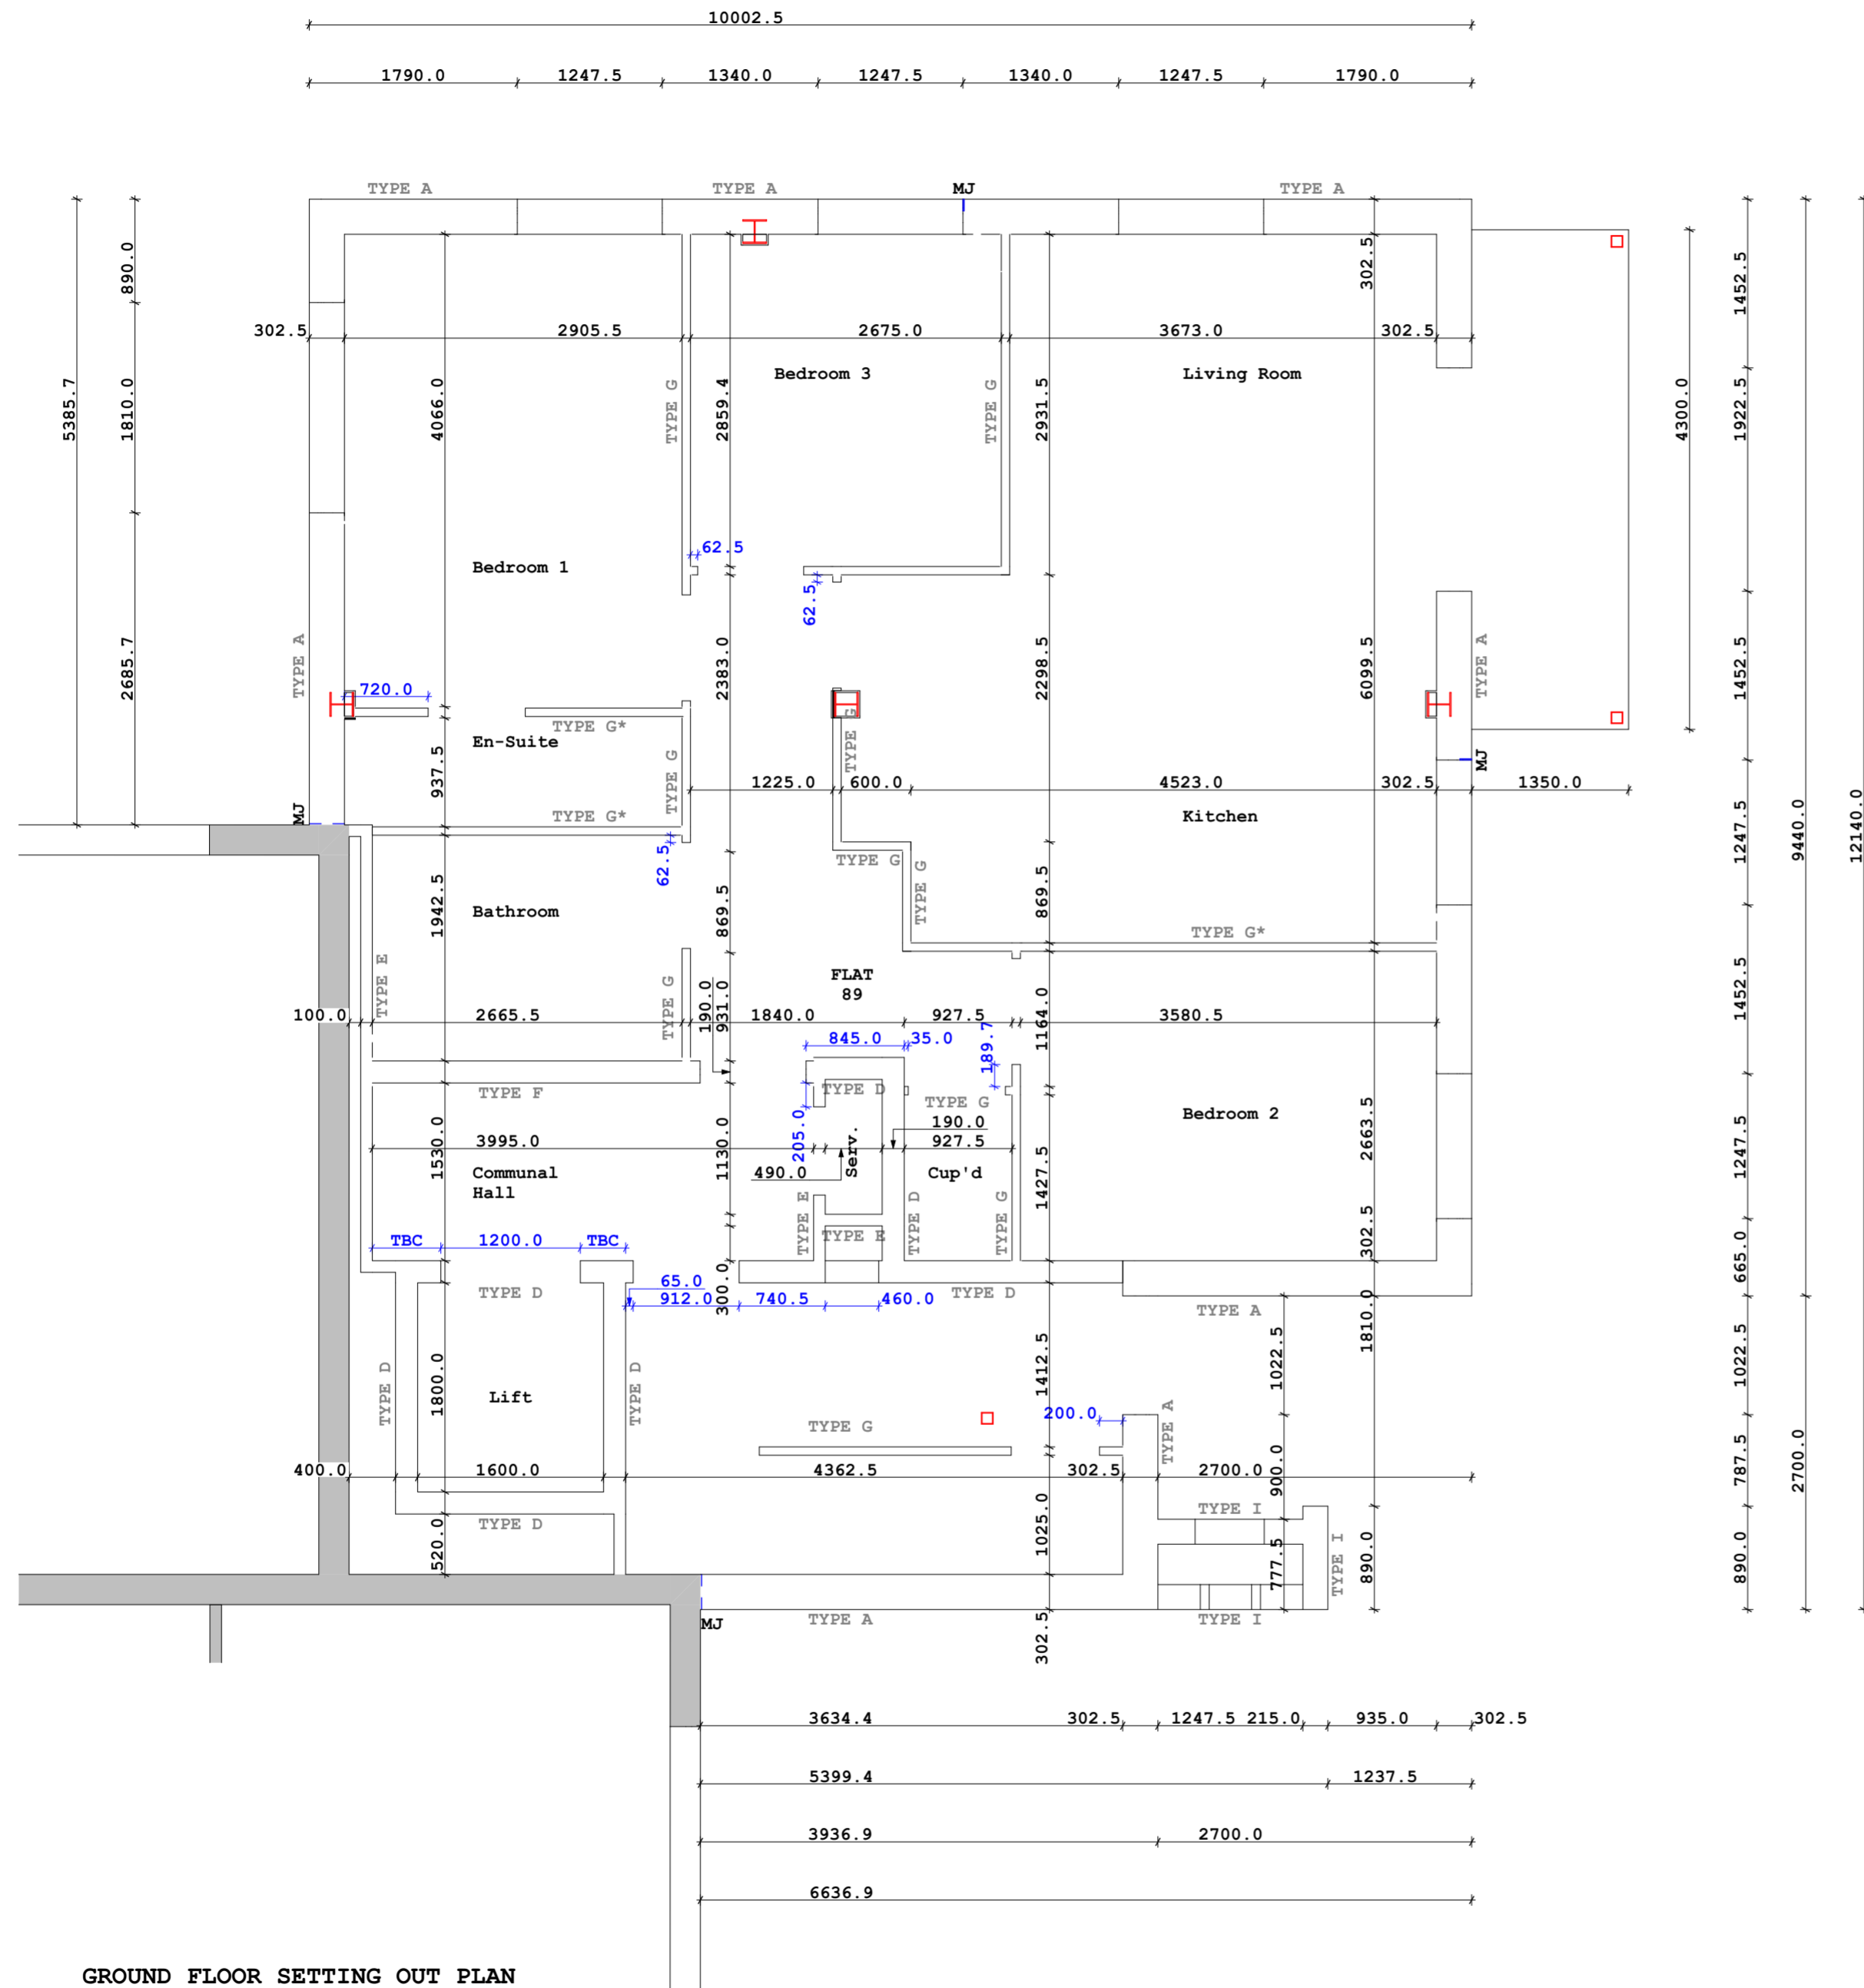 10002.5
1790.0 1247.5 1340.0 1247.5 1340.0 1247.5 1790.0
TYPE A TYPE A MJ TYPE A
890.0 302.5 1452.5
302.5 2905.5 2675.0 3673.0 302.5
5385.7 1810.0 4066.0 TYPE G 2859.4 Bedroom 3 TYPE G 2931.5 Living Room 4300.0 1922.5
62.5
Bedroom 1
62.5
2685.7 TYPE A 2383.0 2298.5 6099.5 TYPE A 1452.5
720.0
TYPE G* TYPE G
En-Suite
937.5 TYPE G MJ
1225.0 600.0 4523.0 302.5 1350.0
MJ TYPE G* Kitchen 1247.5 9440.0 12140.0
62.5 TYPE G
1942.5 Bathroom 869.5 TYPE G 869.5
TYPE G*
FLAT
89
TYPE E TYPE G 190.0 931.0 1164.0 1452.5
100.0 2665.5 1840.0 927.5 3580.5
845.0 35.0 189.7
TYPE F TYPE D TYPE G
Bedroom 2
190.0
1530.0 3995.0 1130.0 205.0 Serv. 927.5 1427.5 2663.5 1247.5
490.0
Communal
Hall
Cup'd
TYPE E TYPE D TYPE G
TYPE E
TBC 1200.0 TBC 302.5 665.0
TYPE D 65.0 300.0 TYPE D
912.0 740.5 460.0
TYPE A 1810.0
1022.5 1022.5
TYPE D 1800.0 Lift TYPE D 1412.5
200.0 TYPE A
TYPE G
400.0 1600.0 4362.5 302.5 2700.0
900.0 787.5 2700.0
TYPE I
TYPE D
520.0 1025.0 777.5 TYPE I 890.0 890.0
MJ TYPE A 302.5 TYPE I
3634.4 302.5 1247.5 215.0 935.0 302.5
5399.4 1237.5
3936.9 2700.0
6636.9
GROUND FLOOR SETTING OUT PLAN